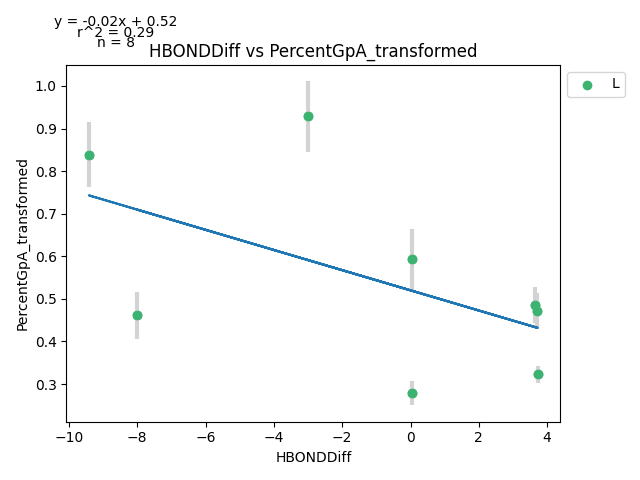 y = -0.02x + 0.52
r^2 = 0.29
n = 8
HBONDDiff vs PercentGpA_transformed
L
PercentGpA_transformed
1.0
0.9
0.8
0.7
0.6
0.5
0.4
0.3
−10
−8
−6
−4
−2
0
2
4
HBONDDiff